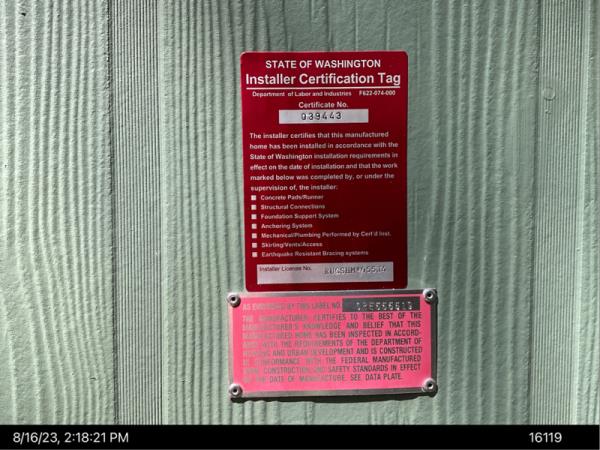 STATE OF WASHINGTON
Installer Certification Tag
Department of Labor and Industries F622-074-000
Certificate No.
039443
The installer certifies that this manufactured
home has been installed in accordance with the
State of Washington installation requirements in
effect on the date of installation and that the work
marked below was completed by, or under the
supervision of, the installer:
Concrete Pads/Runner
Structural Connections
Foundation Support System
Anchoring System
Mechanical/Plumbing Performed by Cert'd Inst.
Skirting/Vents/Access
Earthquake Resistant Bracing systems
Installer License No.
AS EVIDENCED BY THIS LABEL NO.
THE MANUFACTURER CERTIFIES TO THE BEST OF THE
MANUFACTURER'S KNOWLEDGE AND BELIEF THAT THIS
MANUFACTURED HOME HAS BEEN INSPECTED IN ACCORD-
ANCE WITH THE REQUIREMENTS OF THE DEPARTMENT OF
HOUSING AND URBAN DEVELOPMENT AND IS CONSTRUCTED
IN CONFORMANCE WITH THE FEDERAL MANUFACTURED
HOME CONSTRUCTION AND SAFETY STANDARDS IN EFFECT
ON THE DATE OF MANUFACTURE. SEE DATA PLATE.
8/16/23, 2:18:21 PM 16119